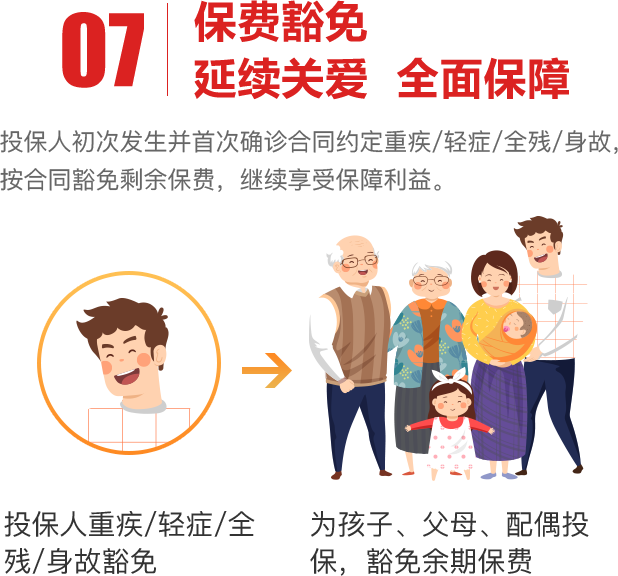 07
保费豁免
延续关爱 全面保障
投保人初次发生并首次确诊合同约定重疾/轻症/全残/身故,
按合同豁免剩余保费，继续享受保障利益。
投保人重疾/轻症/全
残/身故豁免
为孩子、父母、配偶投
保，豁免余期保费